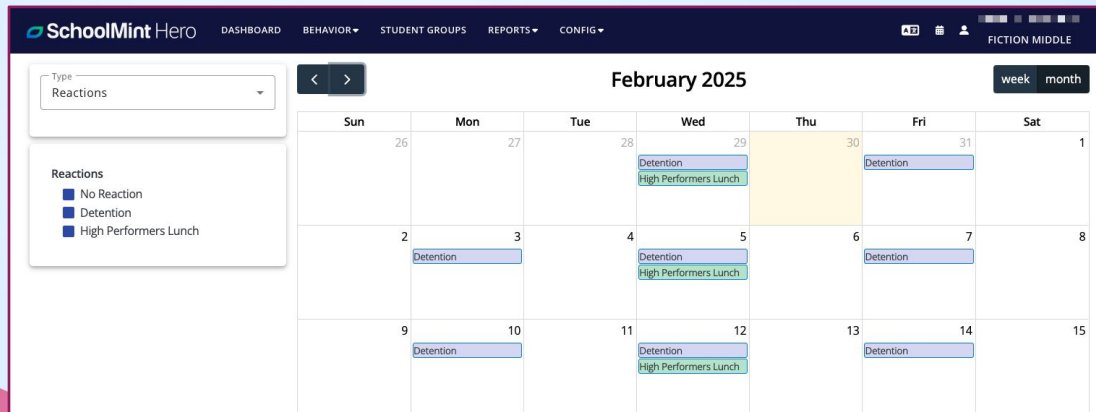 SchoolMint Hero DASHBOARD BEHAVIOR STUDENT GROUPS REPORTS CONFIG
FICTION MIDDLE
Type
Reactions
Reactions
No Reaction
Detention
High Performers Lunch
< > February 2025 week month
Sun Mon Tue Wed Thu Fri Sat
26 27 28 29 30 31 1
Detention Detention
High Performers Lunch
2 3 4 5 6 7 8
Detention Detention Detention
High Performers Lunch
9 10 11 12 13 14 15
Detention Detention Detention
High Performers Lunch